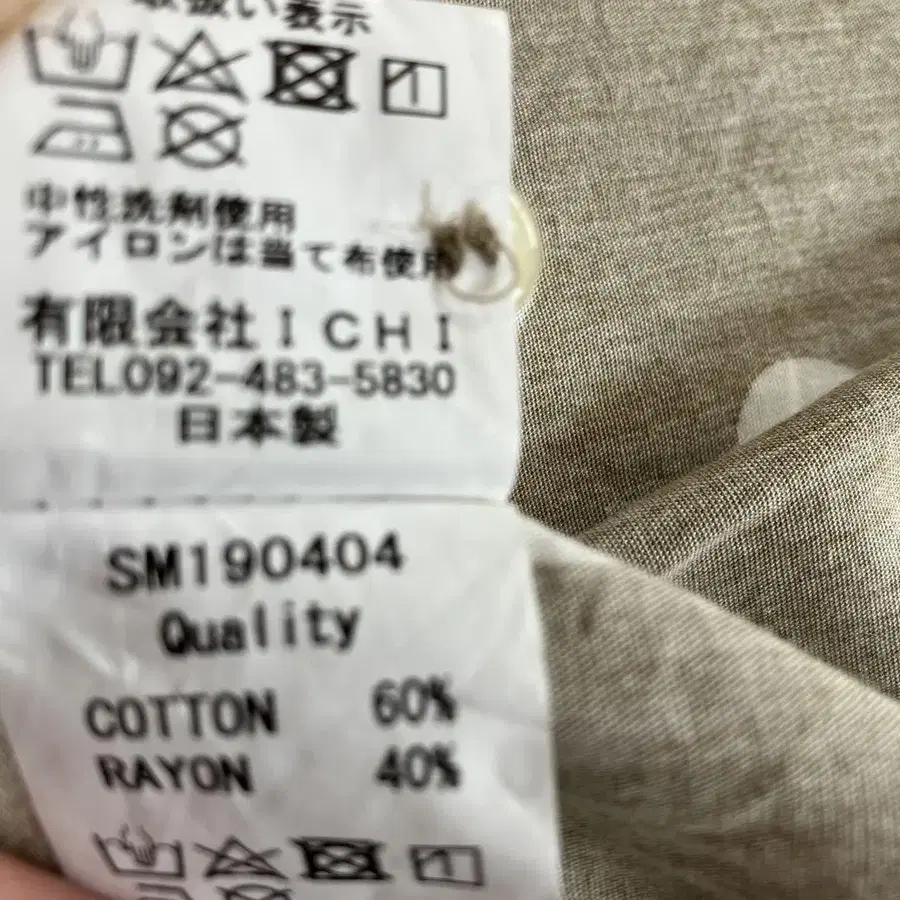 取扱い表示
中性洗剤使用
アイロンは当て布使用
有限会社ICHI
TEL092-483-5830
日本製
SM190404
Quality
COTTON 60%
RAYON 40%